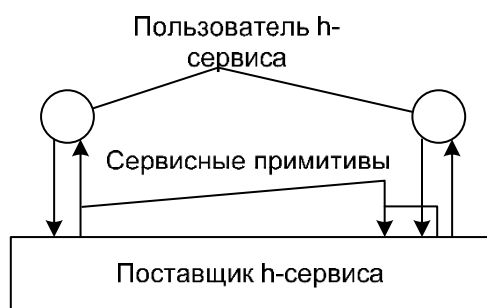 Пользователь h-
сервиса
Сервисные примитивы
Поставщик h-сервиса